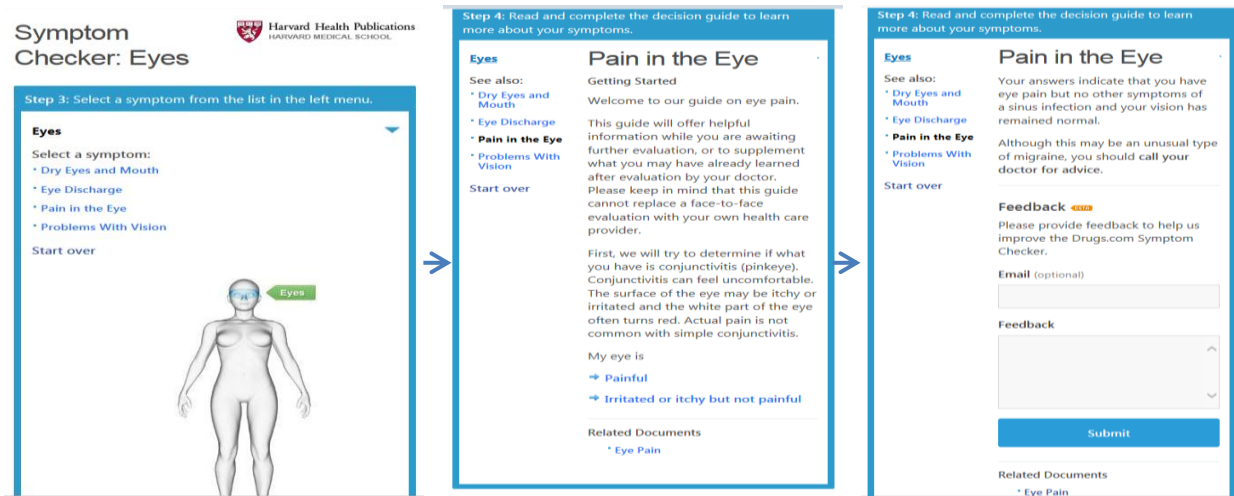 Symptom
Checker: Eyes
Harvard Health Publications
HARVARD MEDICAL SCHOOL
Step 3: Select a symptom from the list in the left menu.
Eyes
Select a symptom:
Dry Eyes and Mouth
Eye Discharge
Pain in the Eye
Problems With Vision
Start over
Eyes
Step 4: Read and complete the decision guide to learn
more about your symptoms.
Eyes
See also:
Dry Eyes and
Mouth
Eye Discharge
Pain in the Eye
Problems With
Vision
Start over
Pain in the Eye
Getting Started
Welcome to our guide on eye pain.
This guide will offer helpful
information while you are awaiting
further evaluation, or to supplement
what you may have already learned
after evaluation by your doctor.
Please keep in mind that this guide
cannot replace a face-to-face
evaluation with your own health care
provider.
First, we will try to determine if what
you have is conjunctivitis (pinkeye).
Conjunctivitis can feel uncomfortable.
The surface of the eye may be itchy or
irritated and the white part of the eye
often turns red. Actual pain is not
common with simple conjunctivitis.
My eye is
Painful
Irritated or itchy but not painful
Related Documents
Eye Pain
Step 4: Read and complete the decision guide to learn
more about your symptoms.
Eyes
See also:
Dry Eyes and
Mouth
Eye Discharge
Pain in the Eye
Problems With
Vision
Start over
Pain in the Eye
Your answers indicate that you have
eye pain but no other symptoms of
a sinus infection and your vision has
remained normal.
Although this may be an unusual type
of migraine, you should call your
doctor for advice.
Feedback BETA
Please provide feedback to help us
improve the Drugs.com Symptom
Checker.
Email (optional)
Feedback
Submit
Related Documents
Eye Pain